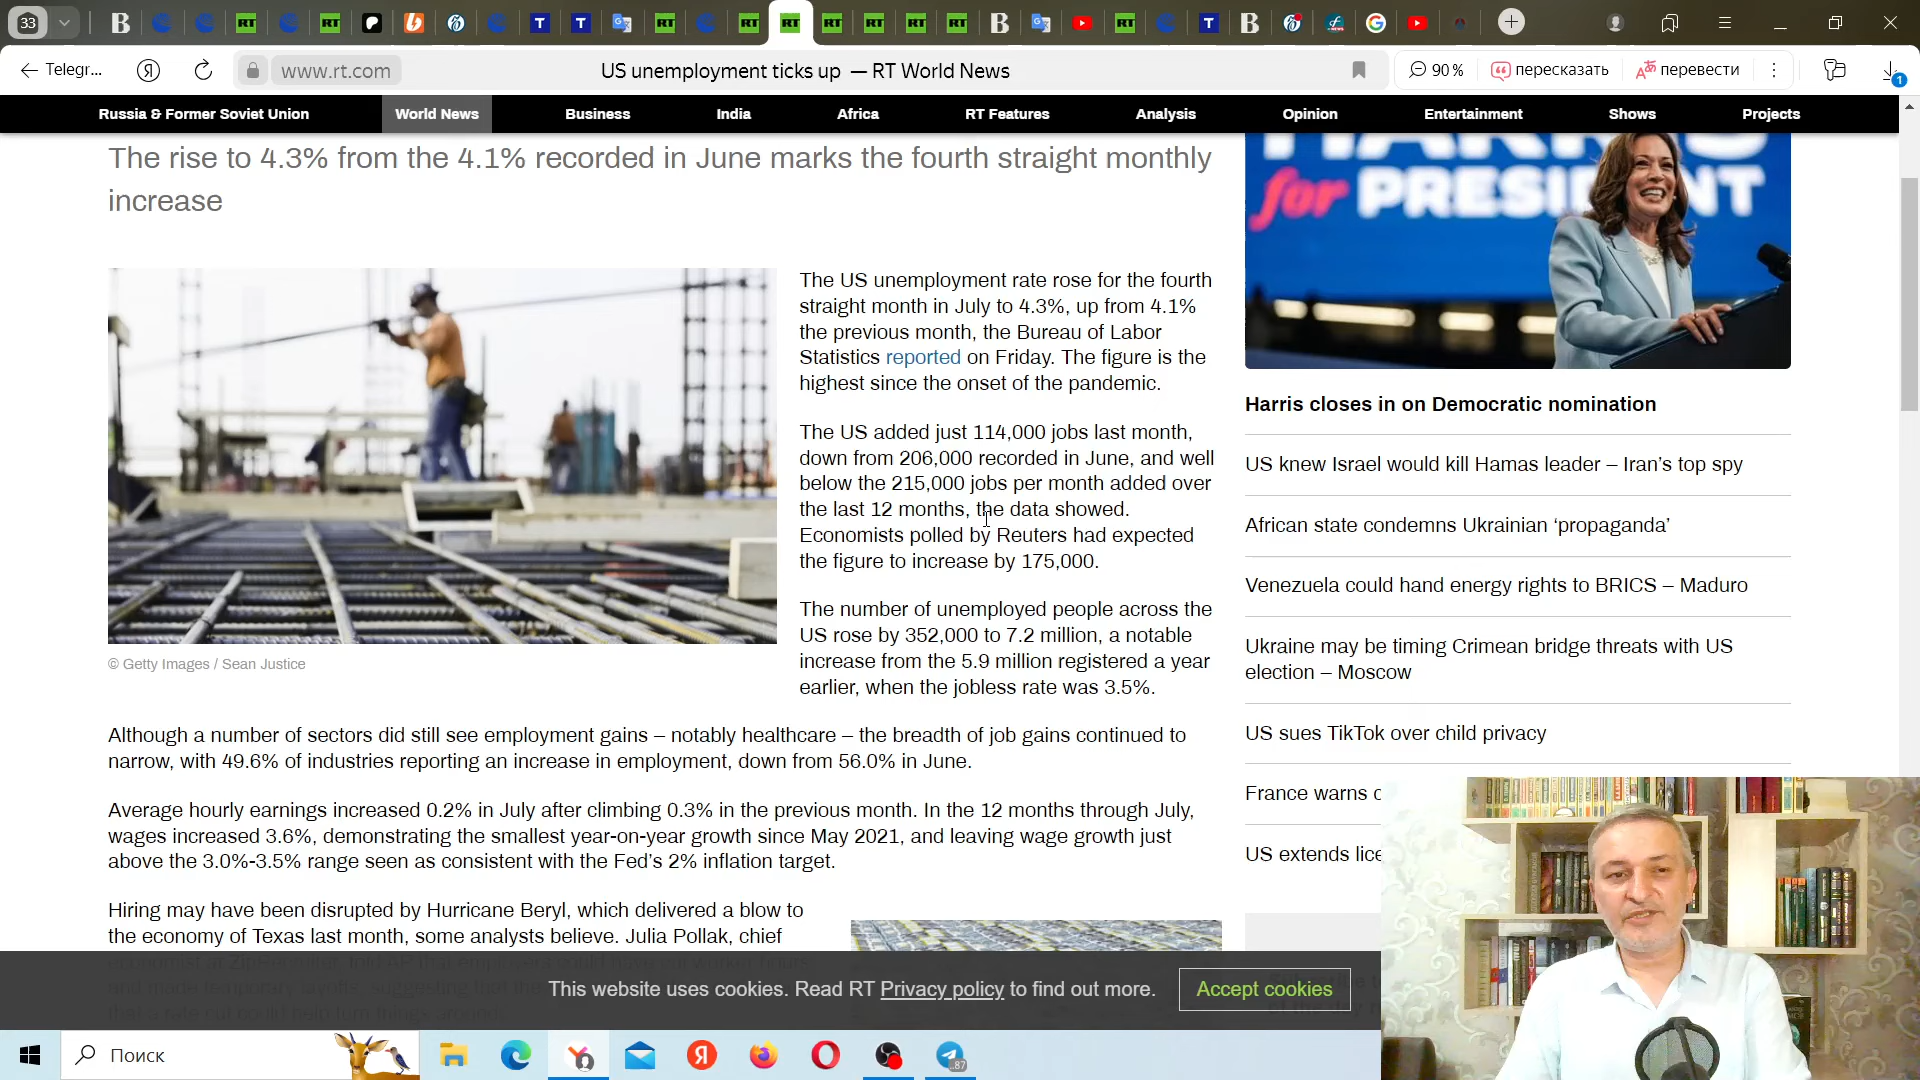 33
Telegr...
www.rt.com
US unemployment ticks up — RT World News
90 %
пересказать
перевести
1
Russia & Former Soviet Union
World News
Business
India
Africa
RT Features
Analysis
Opinion
Entertainment
Shows
Projects
The rise to 4.3% from the 4.1% recorded in June marks the fourth straight monthly
increase
for PRESIDENT
The US unemployment rate rose for the fourth
straight month in July to 4.3%, up from 4.1%
the previous month, the Bureau of Labor
Statistics reported on Friday. The figure is the
highest since the onset of the pandemic.
The US added just 114,000 jobs last month,
down from 206,000 recorded in June, and well
below the 215,000 jobs per month added over
the last 12 months, the data showed.
Economists polled by Reuters had expected
the figure to increase by 175,000.
The number of unemployed people across the
US rose by 352,000 to 7.2 million, a notable
increase from the 5.9 million registered a year
earlier, when the jobless rate was 3.5%.
© Getty Images / Sean Justice
Although a number of sectors did still see employment gains – notably healthcare – the breadth of job gains continued to
narrow, with 49.6% of industries reporting an increase in employment, down from 56.0% in June.
Average hourly earnings increased 0.2% in July after climbing 0.3% in the previous month. In the 12 months through July,
wages increased 3.6%, demonstrating the smallest year-on-year growth since May 2021, and leaving wage growth just
above the 3.0%-3.5% range seen as consistent with the Fed’s 2% inflation target.
Hiring may have been disrupted by Hurricane Beryl, which delivered a blow to
the economy of Texas last month, some analysts believe. Julia Pollak, chief
Harris closes in on Democratic nomination
US knew Israel would kill Hamas leader – Iran’s top spy
African state condemns Ukrainian ‘propaganda’
Venezuela could hand energy rights to BRICS – Maduro
Ukraine may be timing Crimean bridge threats with US
election – Moscow
US sues TikTok over child privacy
France warns
US extends
This website uses cookies. Read RT Privacy policy to find out more.
Accept cookies
Поиск
87